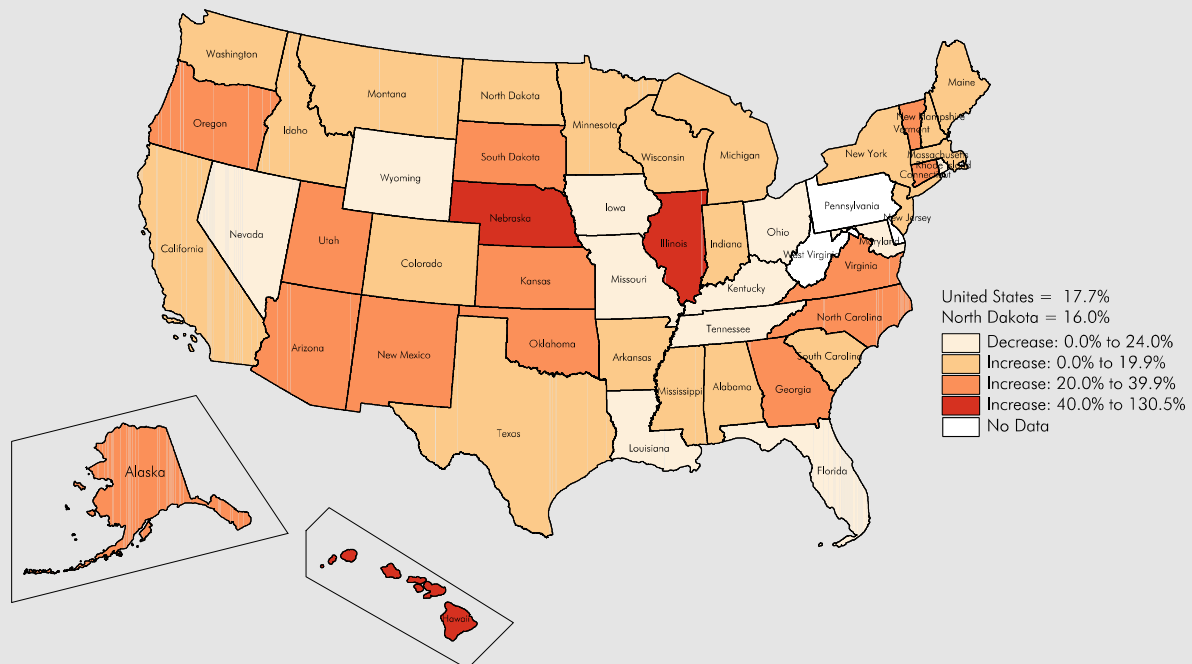 Washington
Maine
Montana
North Dakota
New Hampshire
Oregon
Minnesota
Vermont
Idaho
New York
Massachusetts
South Dakota
Wisconsin
Michigan
Rhode Island
Connecticut
Wyoming
Iowa
Pennsylvania
Nebraska
New Jersey
Nevada
Utah
Ohio
Illinois
Indiana
Maryland
California
Colorado
West Virginia
Virginia
Kansas
Missouri
Kentucky
United States = 17.7%
North Carolina
North Dakota = 16.0%
Tennessee
Decrease: 0.0% to 24.0%
Oklahoma
Arizona
New Mexico
Arkansas
South Carolina
Increase: 0.0% to 19.9%
Increase: 20.0% to 39.9%
Mississippi
Alabama
Georgia
Increase: 40.0% to 130.5%
No Data
Texas
Louisiana
Florida
Alaska
Hawaii